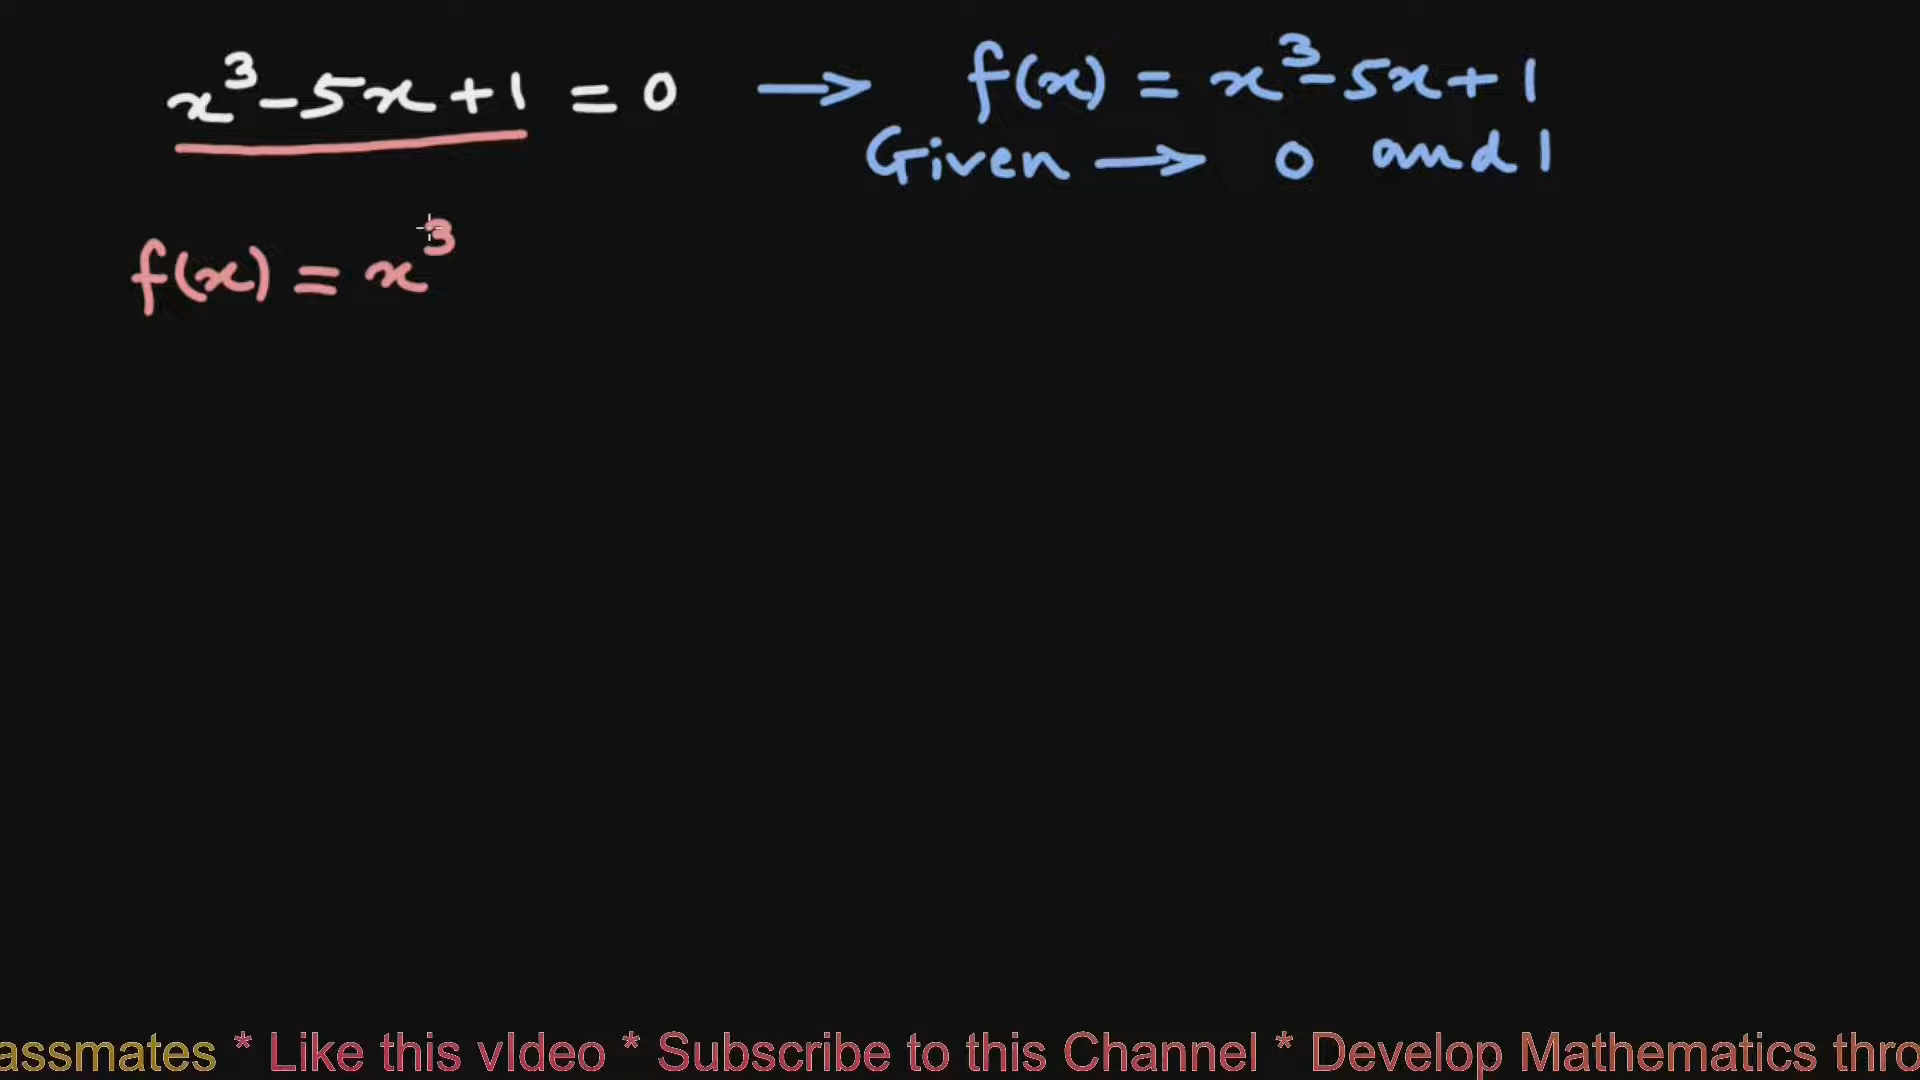 x³-5x+1 = 0 → f(x) = x³-5x+1
Given → 0 and 1
f(x) = x³
assmates * Like this vIdeo * Subscribe to this Channel * Develop Mathematics thro